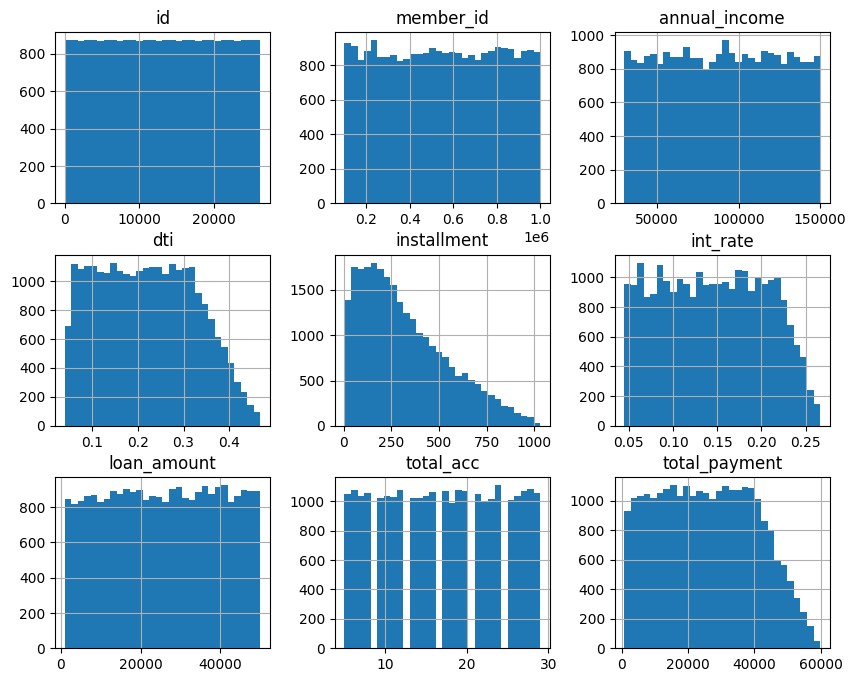 id member_id annual_income
800 600 400 200 0
800 600 400 200 0
1000 800 600 400 200 0
0 10000 20000
0.2 0.4 0.6 0.8 1.0
1e6
50000 100000 150000
dti installment int_rate
1000 800 600 400 200 0
1500 1000 500 0
1000 800 600 400 200 0
0.1 0.2 0.3 0.4
0 250 500 750 1000
0.05 0.10 0.15 0.20 0.25
loan_amount total_acc total_payment
800 600 400 200 0
1000 800 600 400 200 0
1000 800 600 400 200 0
0 20000 40000
10 20 30
0 20000 40000 60000